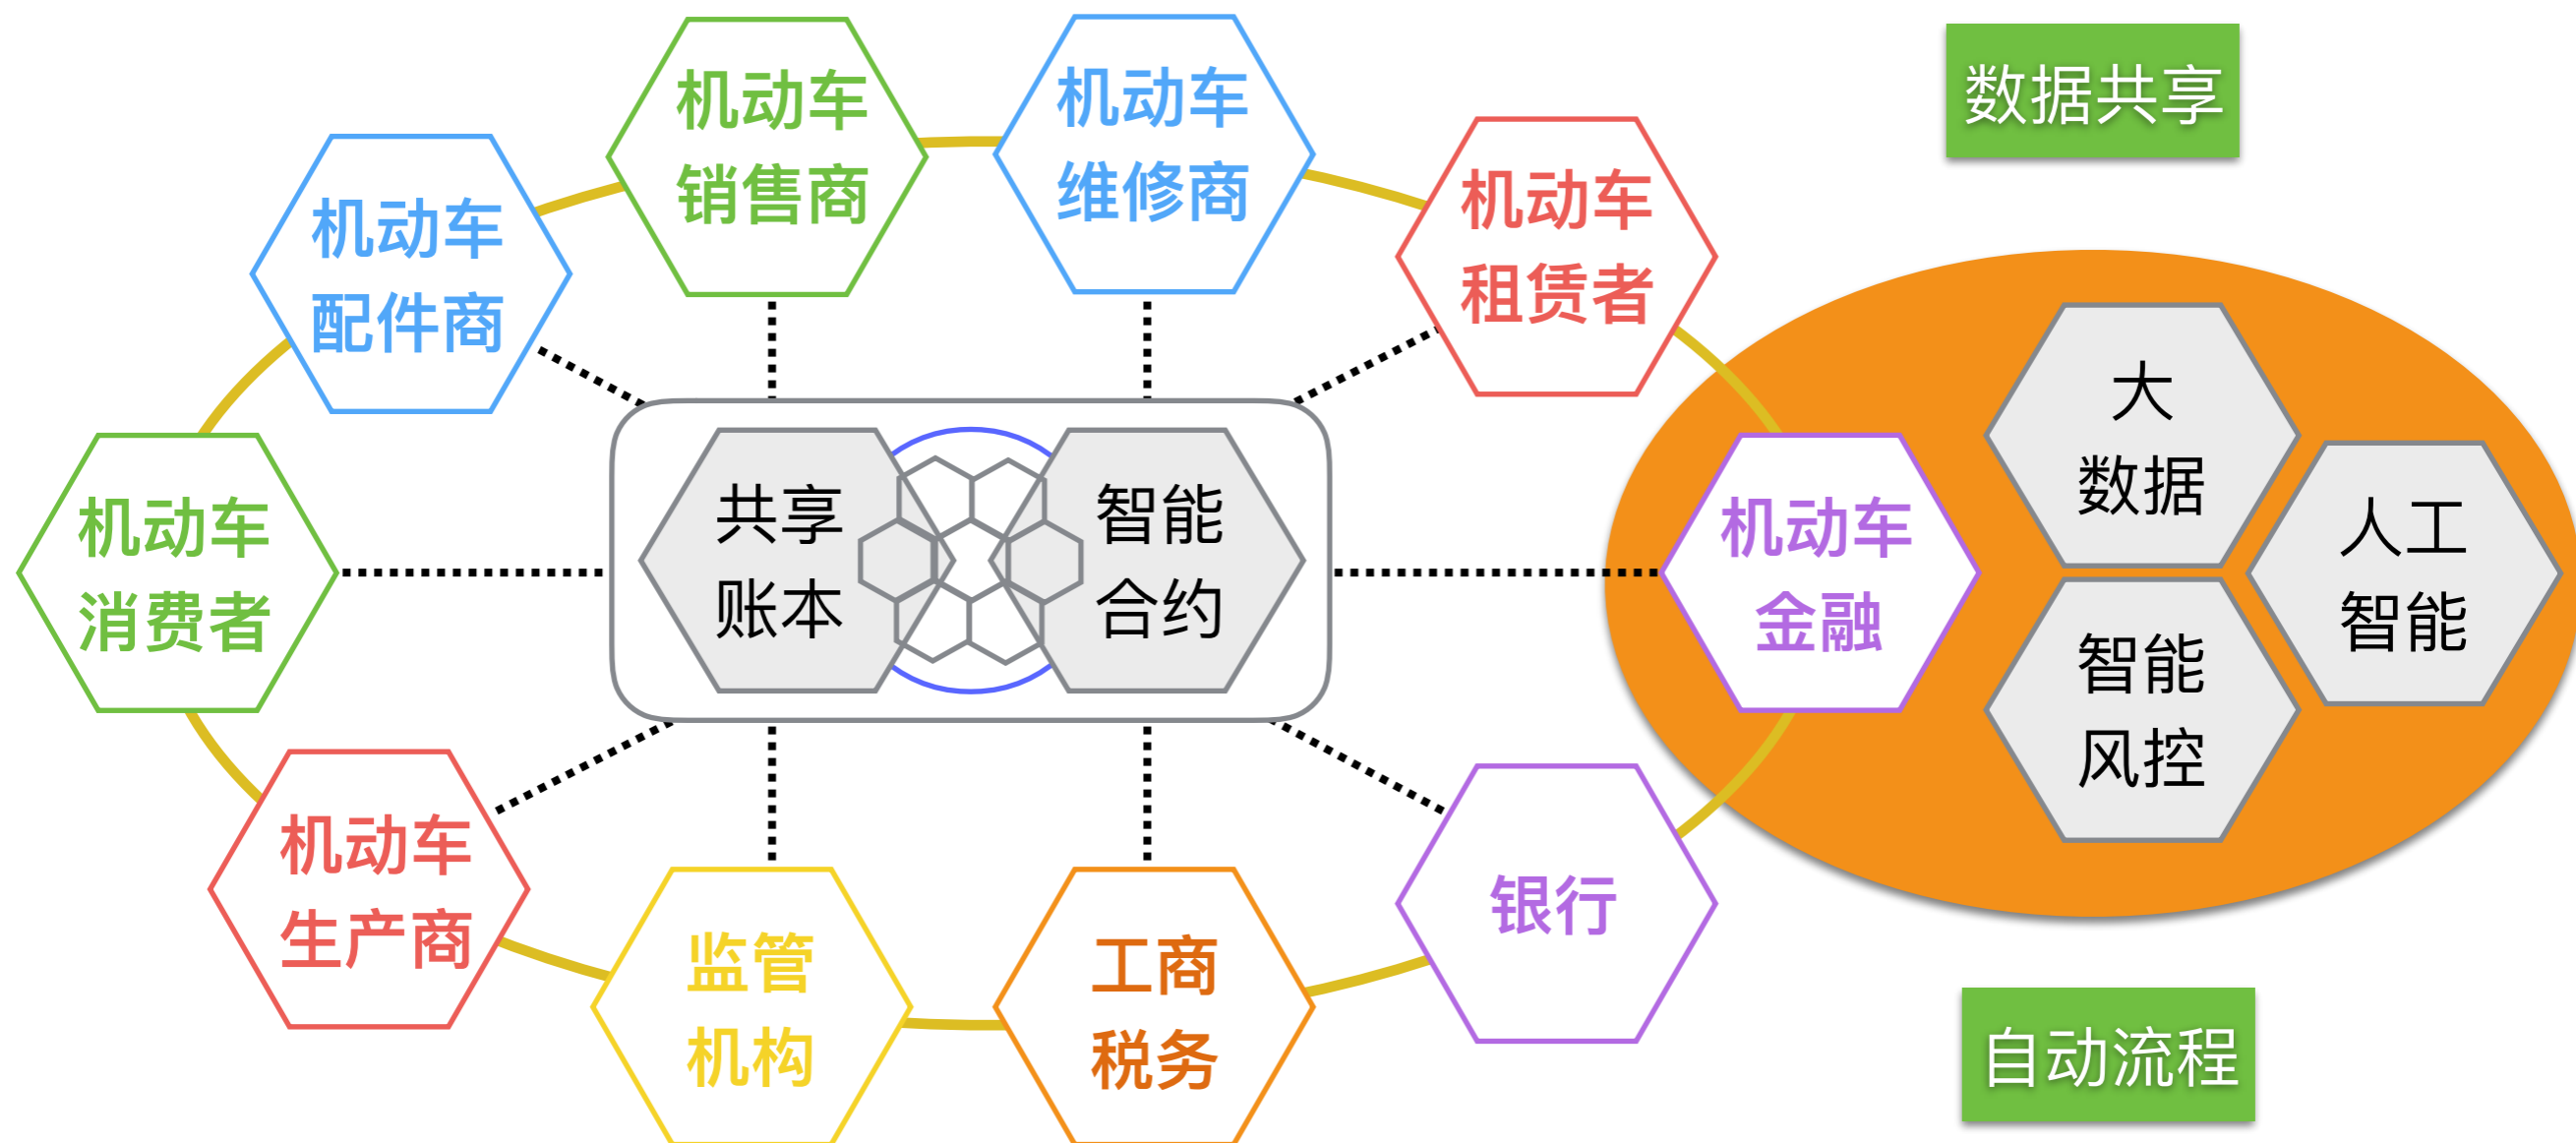 机动车
销售商
机动车
维修商
数据共享
机动车
租赁者
机动车
配件商
大
数据
机动车
消费者
共享
账本
智能
合约
机动车
金融
人工
智能
智能
风控
机动车
生产商
银行
监管
机构
工商
税务
自动流程